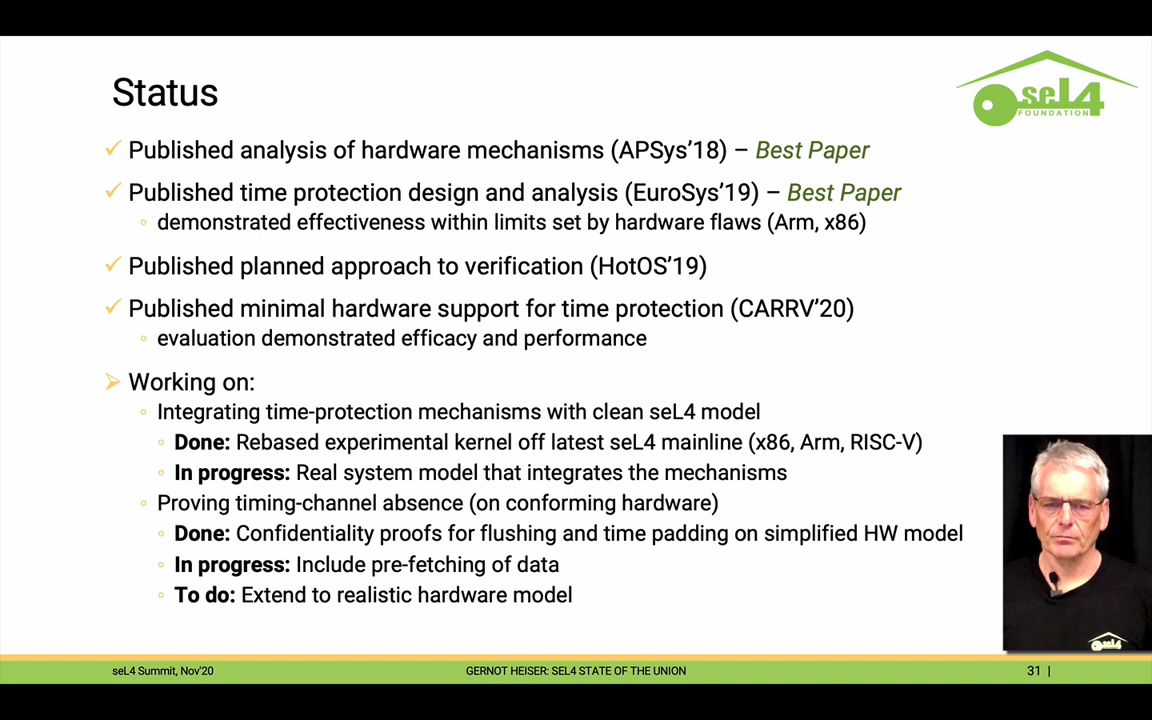 Status
seL4
FOUNDATION
✓ Published analysis of hardware mechanisms (APSys’18) – Best Paper
✓ Published time protection design and analysis (EuroSys’19) – Best Paper
◦ demonstrated effectiveness within limits set by hardware flaws (Arm, x86)
✓ Published planned approach to verification (HotOS’19)
✓ Published minimal hardware support for time protection (CARRV’20)
◦ evaluation demonstrated efficacy and performance
➢ Working on:
◦ Integrating time-protection mechanisms with clean seL4 model
◦ Done: Rebased experimental kernel off latest seL4 mainline (x86, Arm, RISC-V)
◦ In progress: Real system model that integrates the mechanisms
◦ Proving timing-channel absence (on conforming hardware)
◦ Done: Confidentiality proofs for flushing and time padding on simplified HW model
◦ In progress: Include pre-fetching of data
◦ To do: Extend to realistic hardware model
seL4
seL4 Summit, Nov’20
GERNOT HEISER: SEL4 STATE OF THE UNION
31 |